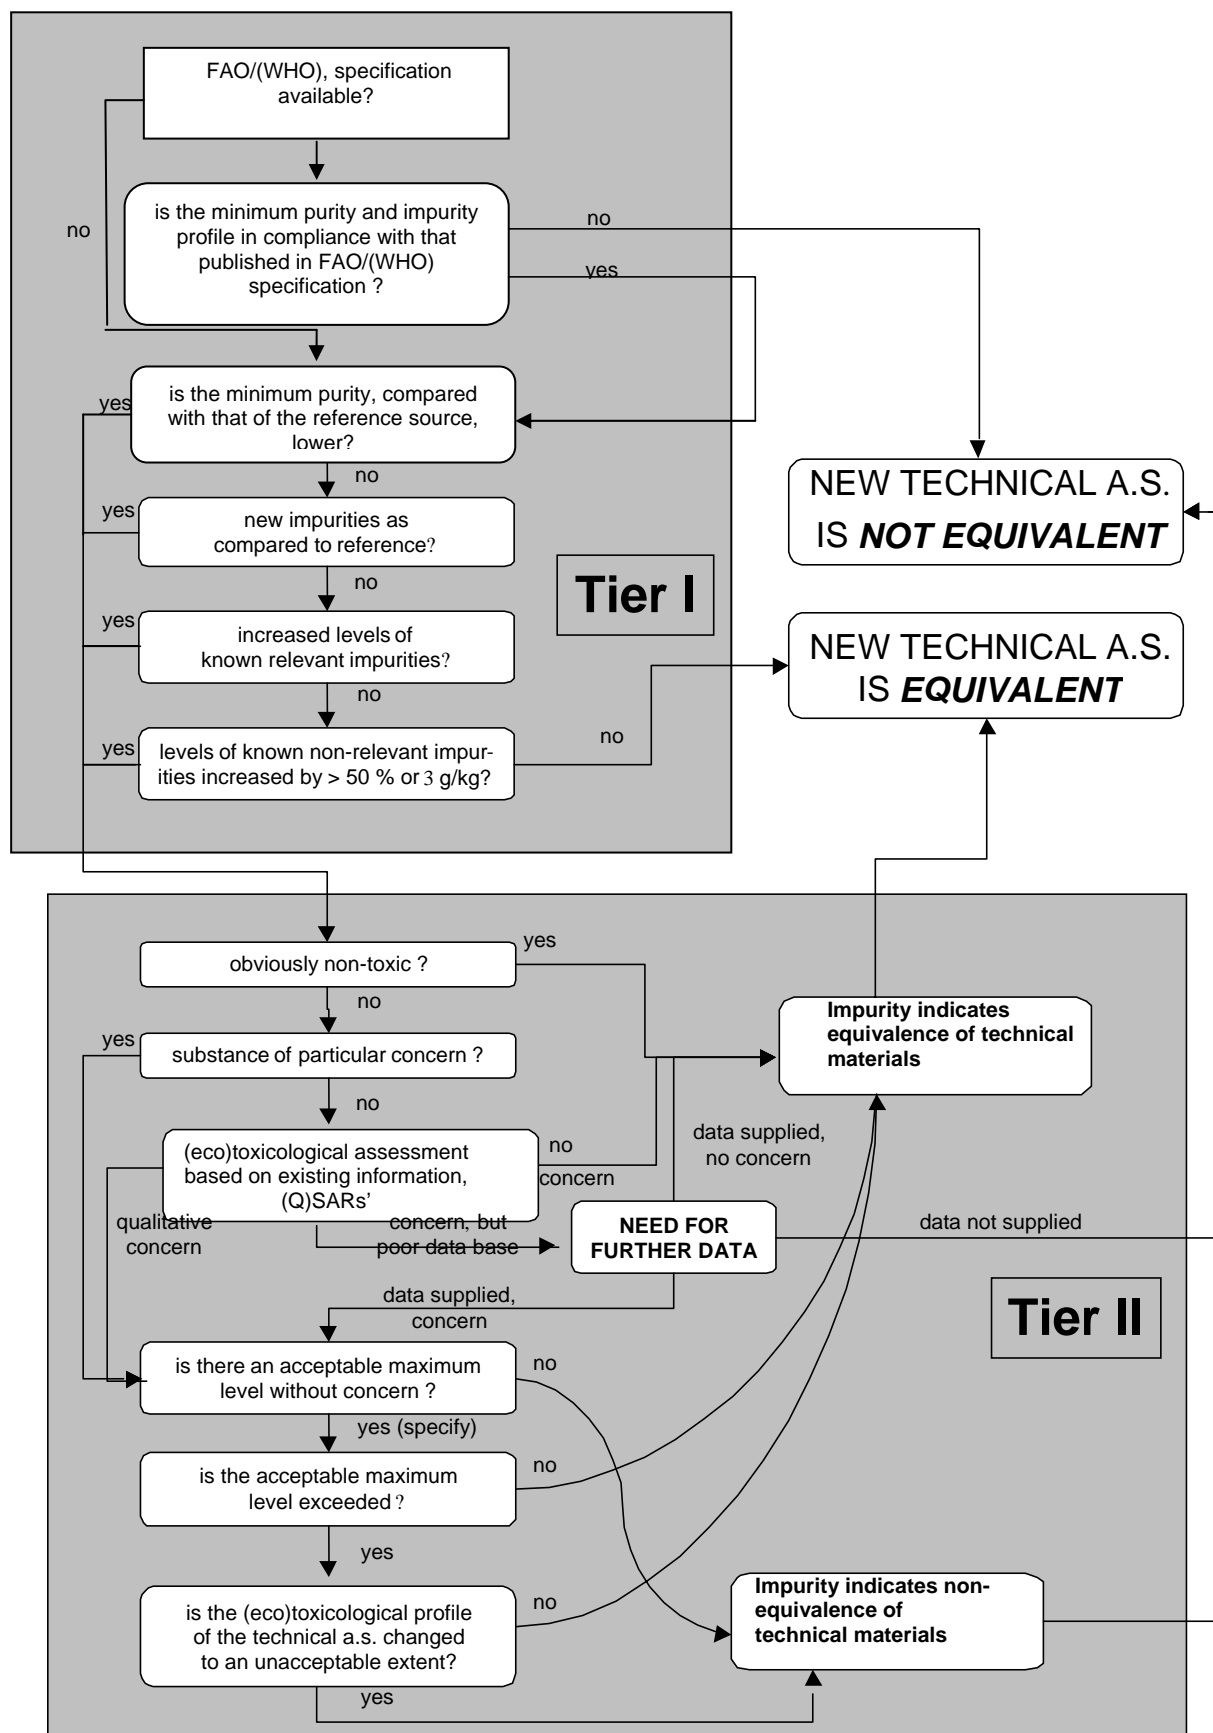 FAO/(WHO), specification
available?
no
is the minimum purity and impurity
profile in compliance with that
published in FAO/(WHO)
specification ?
no
yes
yes
is the minimum purity, compared
with that of the reference source,
lower?
no
yes
new impurities as
compared to reference?
no
yes
increased levels of
known relevant impurities?
no
yes
levels of known non-relevant impur-
ities increased by > 50 % or 3 g/kg?
no
Tier I
NEW TECHNICAL A.S.
IS NOT EQUIVALENT
NEW TECHNICAL A.S.
IS EQUIVALENT
obviously non-toxic ?
yes
no
yes
substance of particular concern ?
no
(eco)toxicological assessment
based on existing information,
(Q)SARs'
no
concern
qualitative
concern
concern, but
poor data base
NEED FOR
FURTHER DATA
data supplied,
no concern
data not supplied
Impurity indicates
equivalence of technical
materials
data supplied,
concern
Tier II
is there an acceptable maximum
level without concern ?
no
yes (specify)
is the acceptable maximum
level exceeded ?
no
yes
is the (eco)toxicological profile
of the technical a.s. changed
to an unacceptable extent?
no
yes
Impurity indicates non-
equivalence of
technical materials